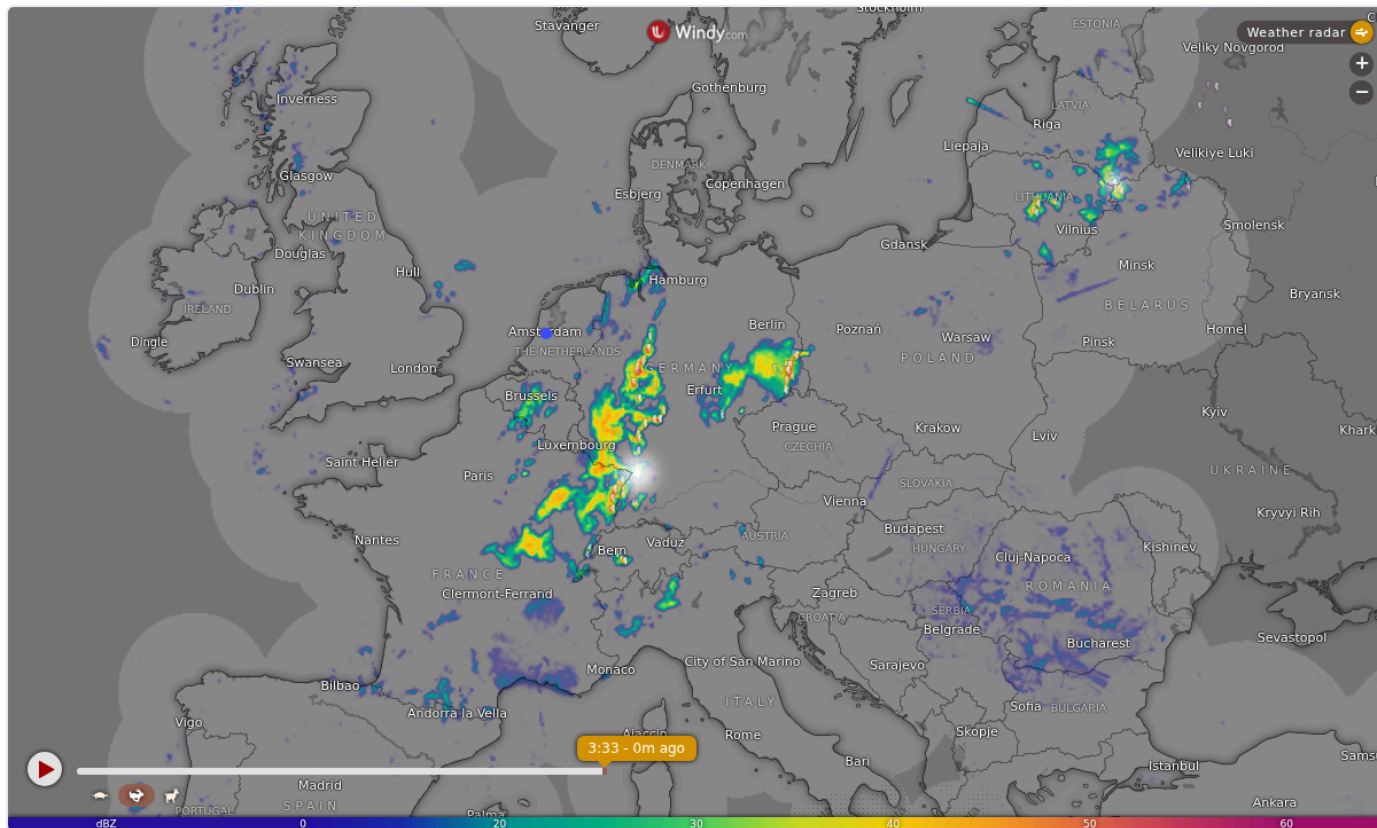 Stavanger
Stockholm
Windy.com
ESTONIA
Weather radar
Veliky Novgorod
+
−
Inverness
Gothenburg
LATVIA
Riga
Liepaja
Velikiye Luki
Glasgow
DENMARK
Copenhagen
Esbjerg
LITHUANIA
UNITED
KINGDOM
Vilnius
Smolensk
Douglas
Gdansk
Hull
Minsk
Hamburg
Dublin
Bryansk
IRELAND
BELARUS
Amsterdam
Berlin
Poznań
Warsaw
Homel
Dingle
Pinsk
THE NETHERLANDS
POLAND
Swansea
London
GERMANY
Brussels
Erfurt
Kyiv
Prague
Krakow
Lviv
Khark
Luxembourg
CZECHIA
Saint Helier
Paris
UKRAINE
SLOVAKIA
Vienna
Kryvyi Rih
Budapest
Nantes
Bern
Vaduz
AUSTRIA
HUNGARY
Cluj-Napoca
Kishinev
FRANCE
ROMANIA
Clermont-Ferrand
Zagreb
SERBIA
CROATIA
Belgrade
Sevastopol
Bucharest
Monaco
City of San Marino
Sarajevo
Bilbao
ITALY
Andorra la Vella
Sofia
BULGARIA
Vigo
Ajaccio
Rome
Skopje
3:33 - 0m ago
Bari
Istanbul
Sams
Madrid
SPAIN
PORTUGAL
Palma
Ankara
dBZ 0 20 30 40 50 60